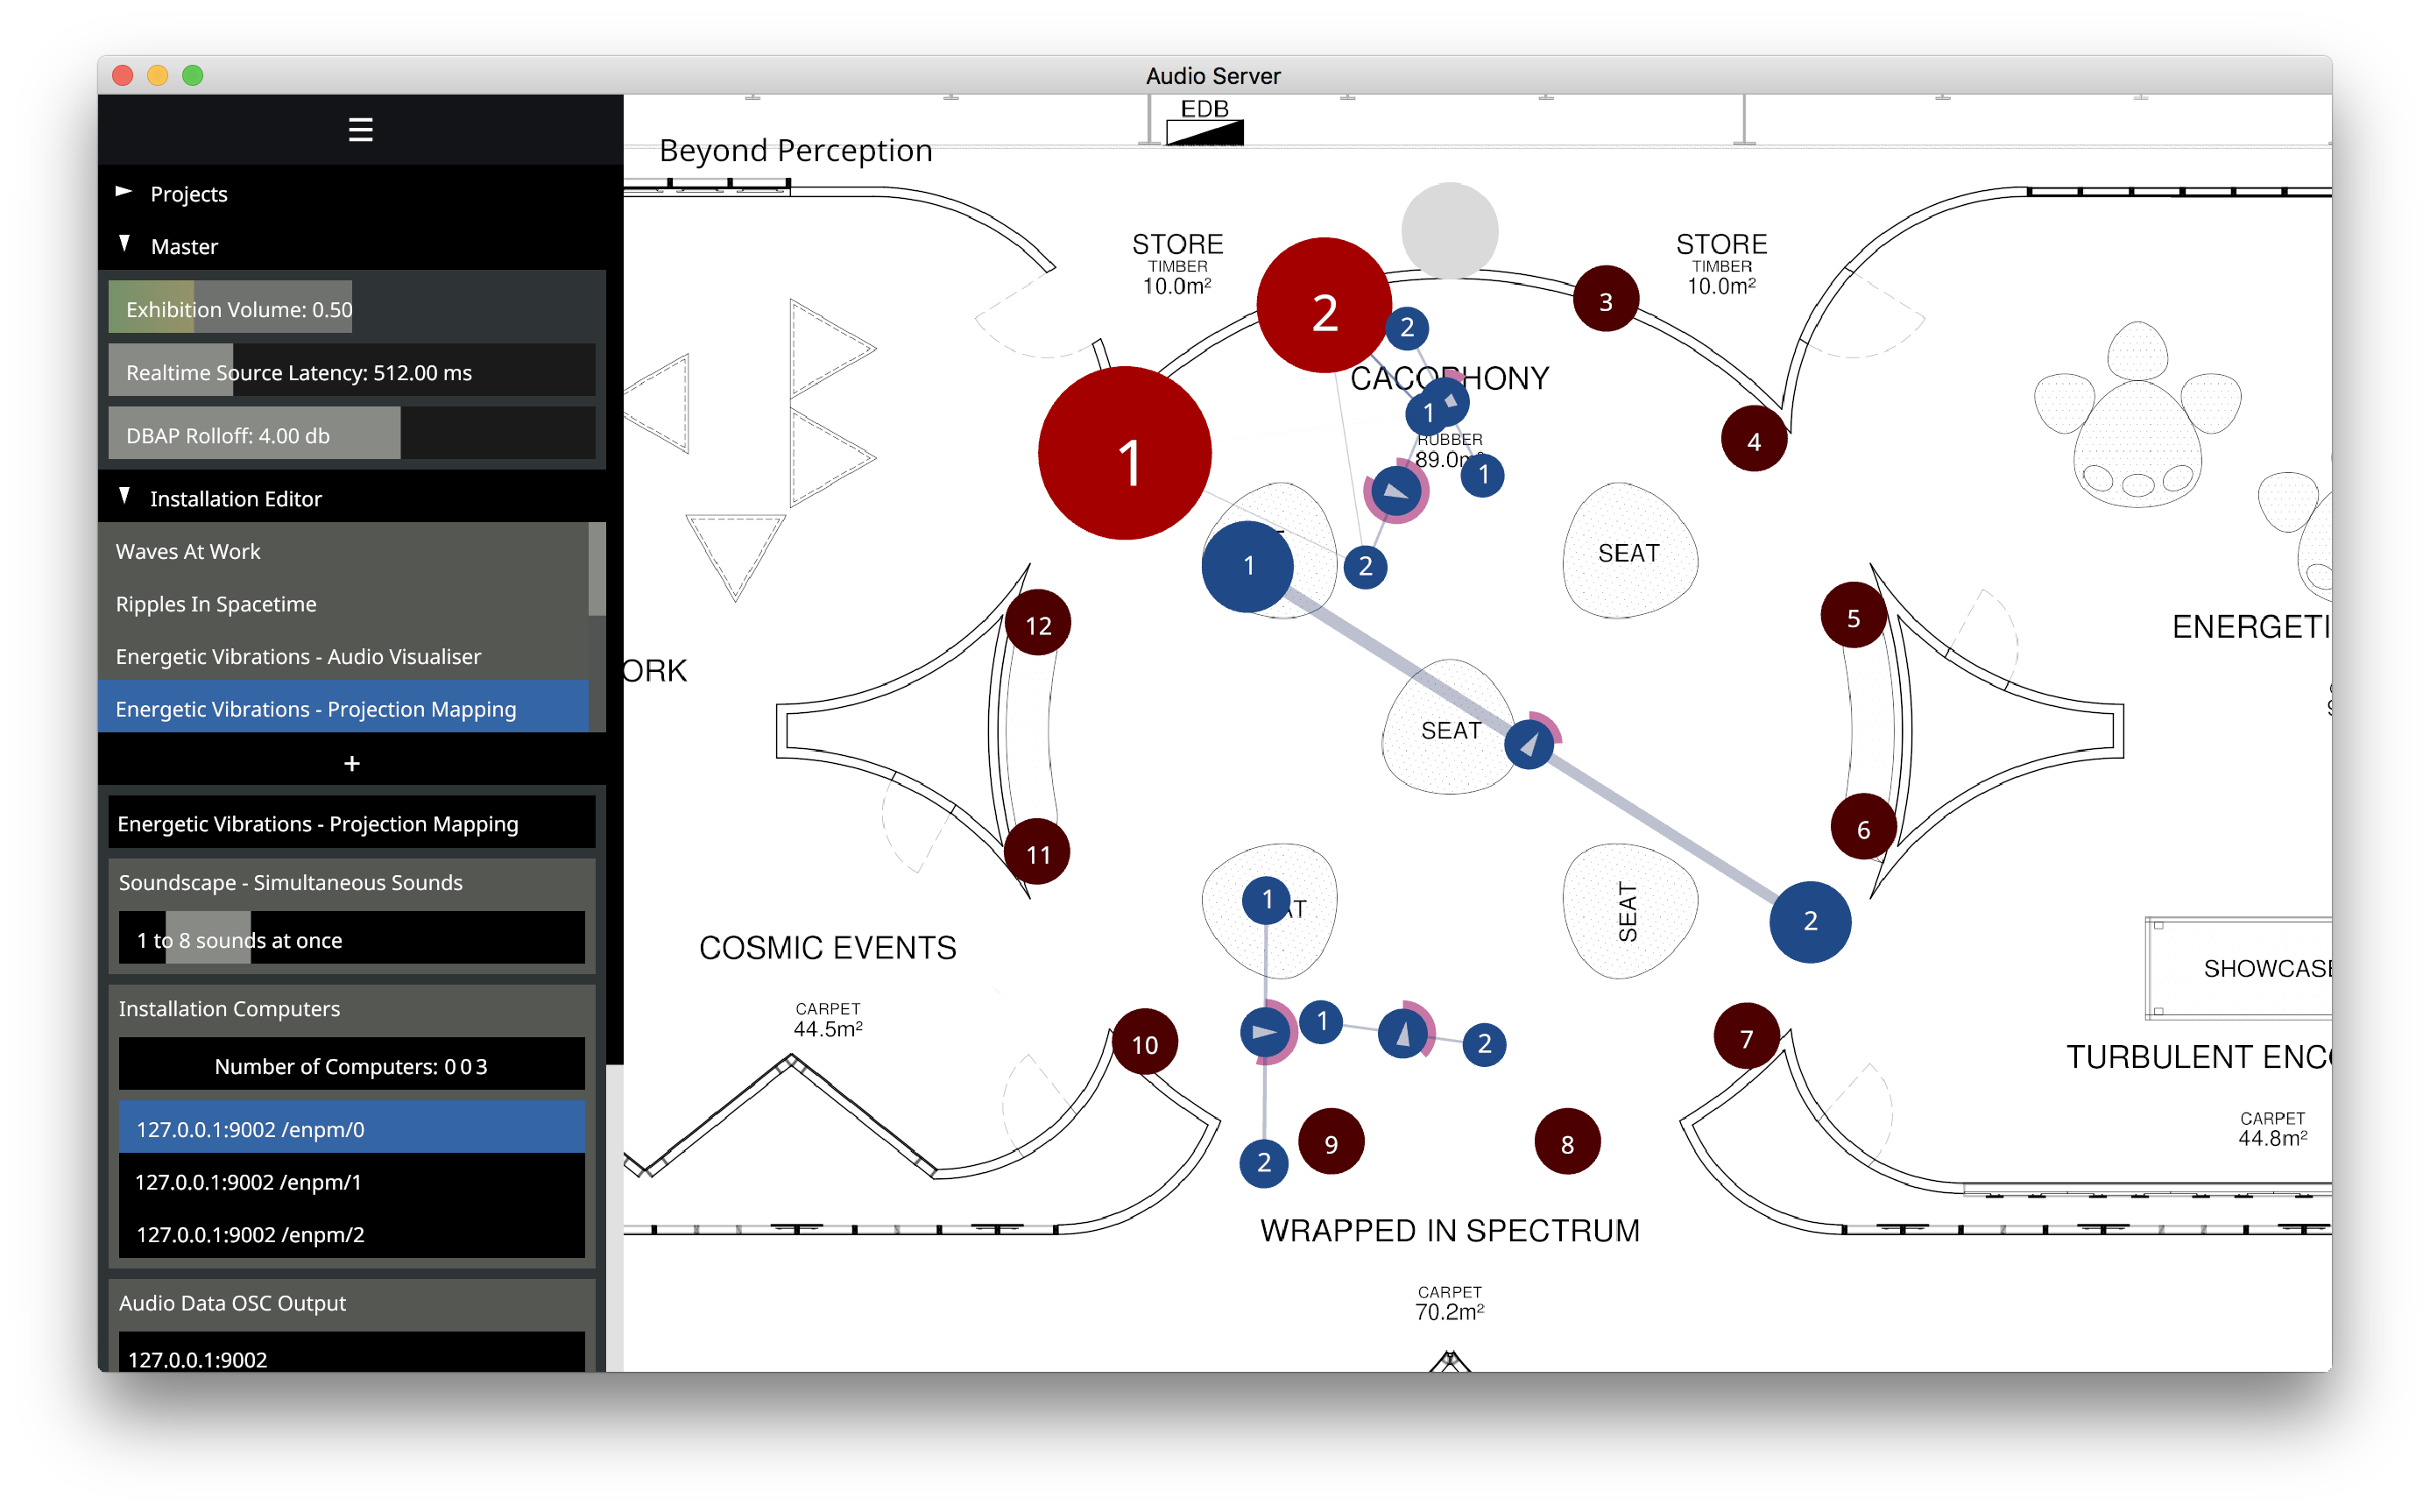 Audio Server
☰
Projects
Master
Exhibition Volume: 0.50
Realtime Source Latency: 512.00 ms
DBAP Rolloff: 4.00 db
Installation Editor
Waves At Work
Ripples In Spacetime
Energetic Vibrations - Audio Visualiser
Energetic Vibrations - Projection Mapping
+
Energetic Vibrations - Projection Mapping
Soundscape - Simultaneous Sounds
1 to 8 sounds at once
Installation Computers
Number of Computers: 0 0 3
127.0.0.1:9002 /enpm/0
127.0.0.1:9002 /enpm/1
127.0.0.1:9002 /enpm/2
Audio Data OSC Output
127.0.0.1:9002
Beyond Perception
EDB
STORE
TIMBER
10.0m²
STORE
TIMBER
10.0m²
2
3
2
CACOPHONY
1
1
4
RUBBER
89.0m²
1
SEAT
1
2
12
5
ENERGETI
ORK
SEAT
6
11
1
AT
SEAT
2
COSMIC EVENTS
SHOWCASE
CARPET
44.5m²
10
1
2
7
TURBULENT ENCO
CARPET
44.8m²
2
9
8
WRAPPED IN SPECTRUM
CARPET
70.2m²